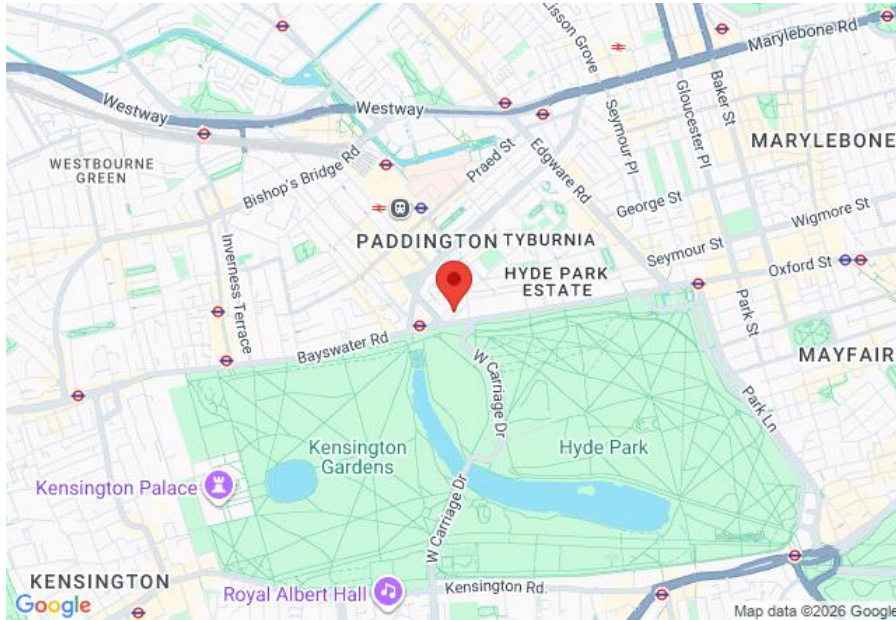 Lisson Grove
Marylebone Rd
Westway
Westway
Baker St
Gloucester Pl
Seymour Pl
MARYLEBONE
WESTBOURNE
GREEN
Bishop's Bridge Rd
Praed St
Edgware Rd
George St
Wigmore St
PADDINGTON
TYBURNIA
Seymour St
Inverness Terrace
HYDE PARK
ESTATE
Oxford St
Park St
Bayswater Rd
W Carriage Dr
MAYFAIR
Park Ln
Kensington
Gardens
Hyde Park
Kensington Palace
W Carriage Dr
KENSINGTON
Royal Albert Hall
Kensington Rd.
Google
Map data ©2026 Google